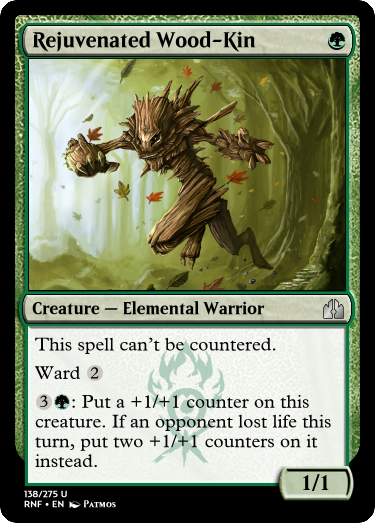 Rejuvenated Wood-Kin
Creature — Elemental Warrior
This spell can't be countered.
Ward 2
3: Put a +1/+1 counter on this
creature. If an opponent lost life this
turn, put two +1/+1 counters on it
instead.
1/1
138/275 U
RNF • EN Patmos